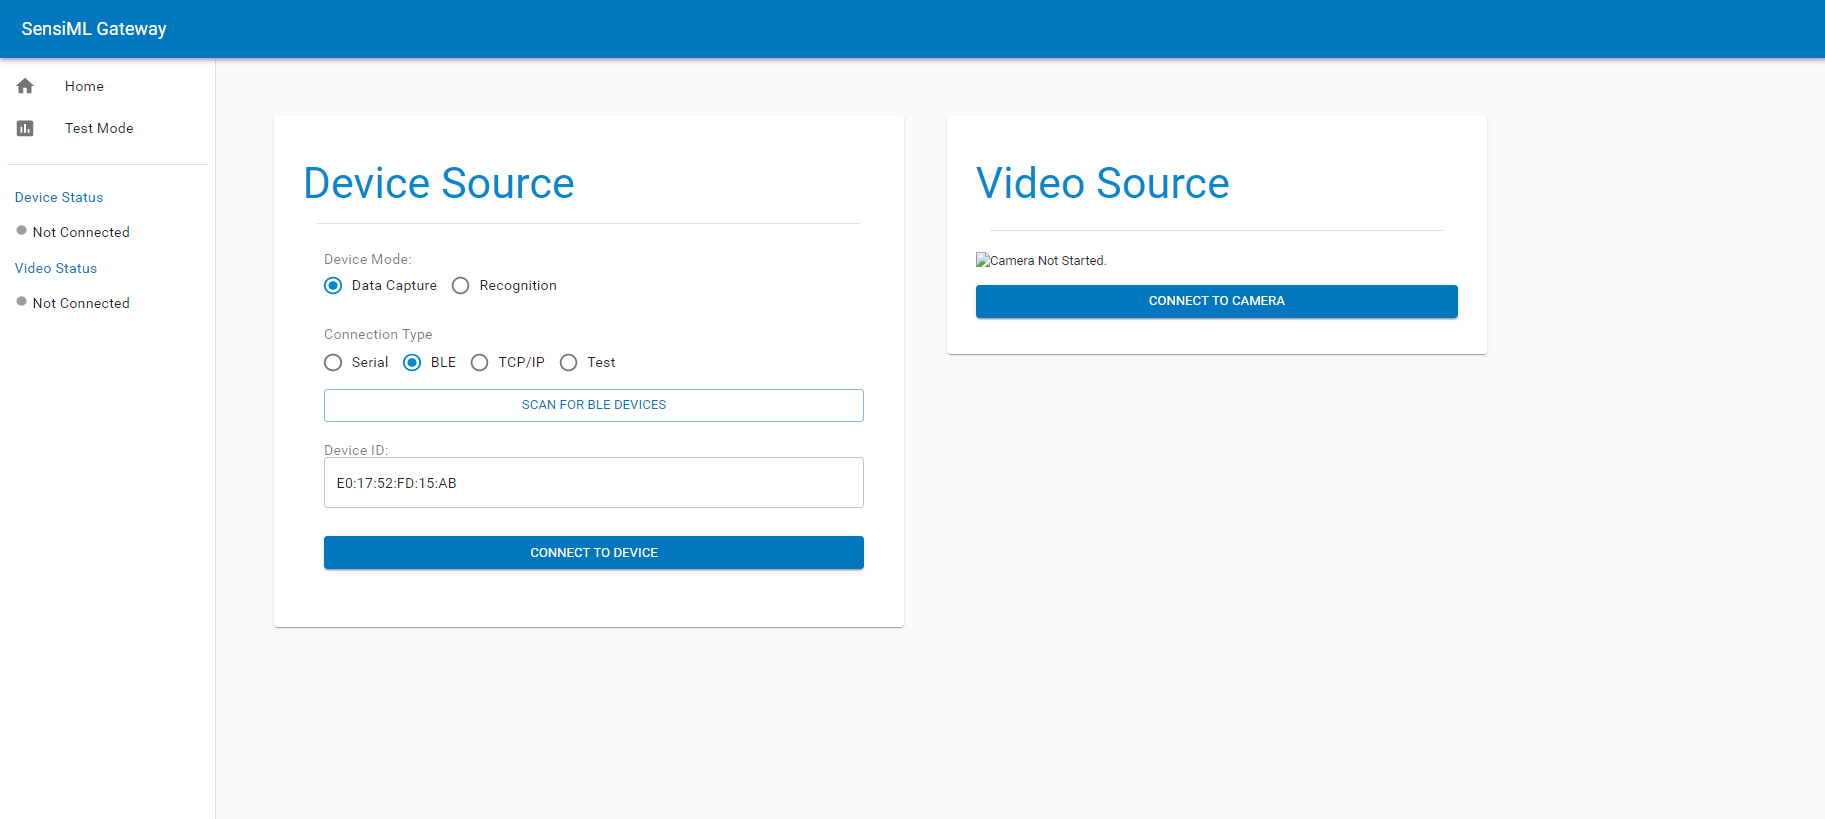 SensiML Gateway
Home
Test Mode
Device Status
Not Connected
Video Status
Not Connected
Device Source
Device Mode:
Data Capture Recognition
Connection Type
Serial BLE TCP/IP Test
SCAN FOR BLE DEVICES
Device ID:
E0:17:52:FD:15:AB
CONNECT TO DEVICE
Video Source
Camera Not Started.
CONNECT TO CAMERA